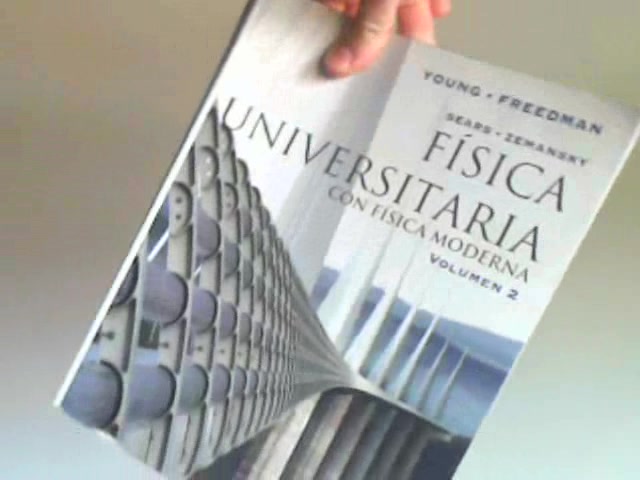 YOUNG • FREEDMAN
SEARS • ZEMANSKY
FÍSICA
UNIVERSITARIA
CON FÍSICA MODERNA
VOLUMEN 2